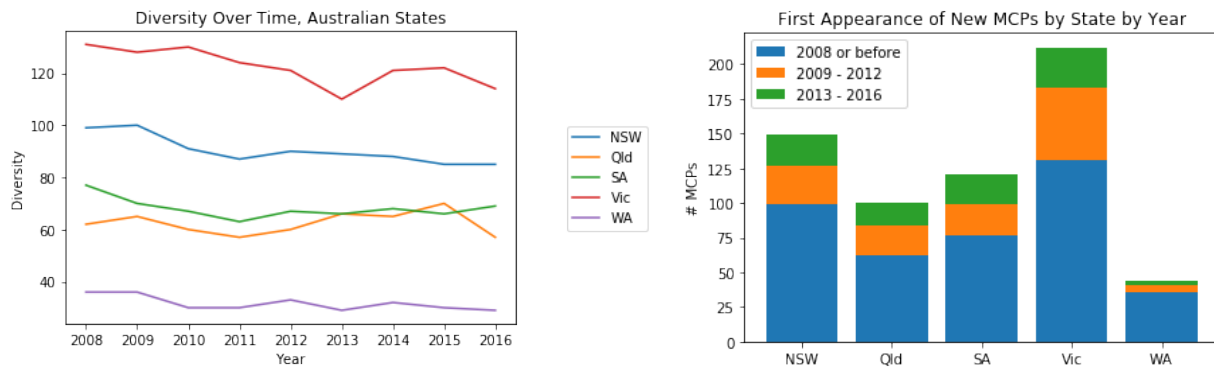 Diversity Over Time, Australian States
Diversity
120
100
80
60
40
2008 2009 2010 2011 2012 2013 2014 2015 2016
Year
NSW
Qld
SA
Vic
WA
First Appearance of New MCPs by State by Year
2008 or before
2009 - 2012
2013 - 2016
# MCPs
200
175
150
125
100
75
50
25
0
NSW Qld SA Vic WA